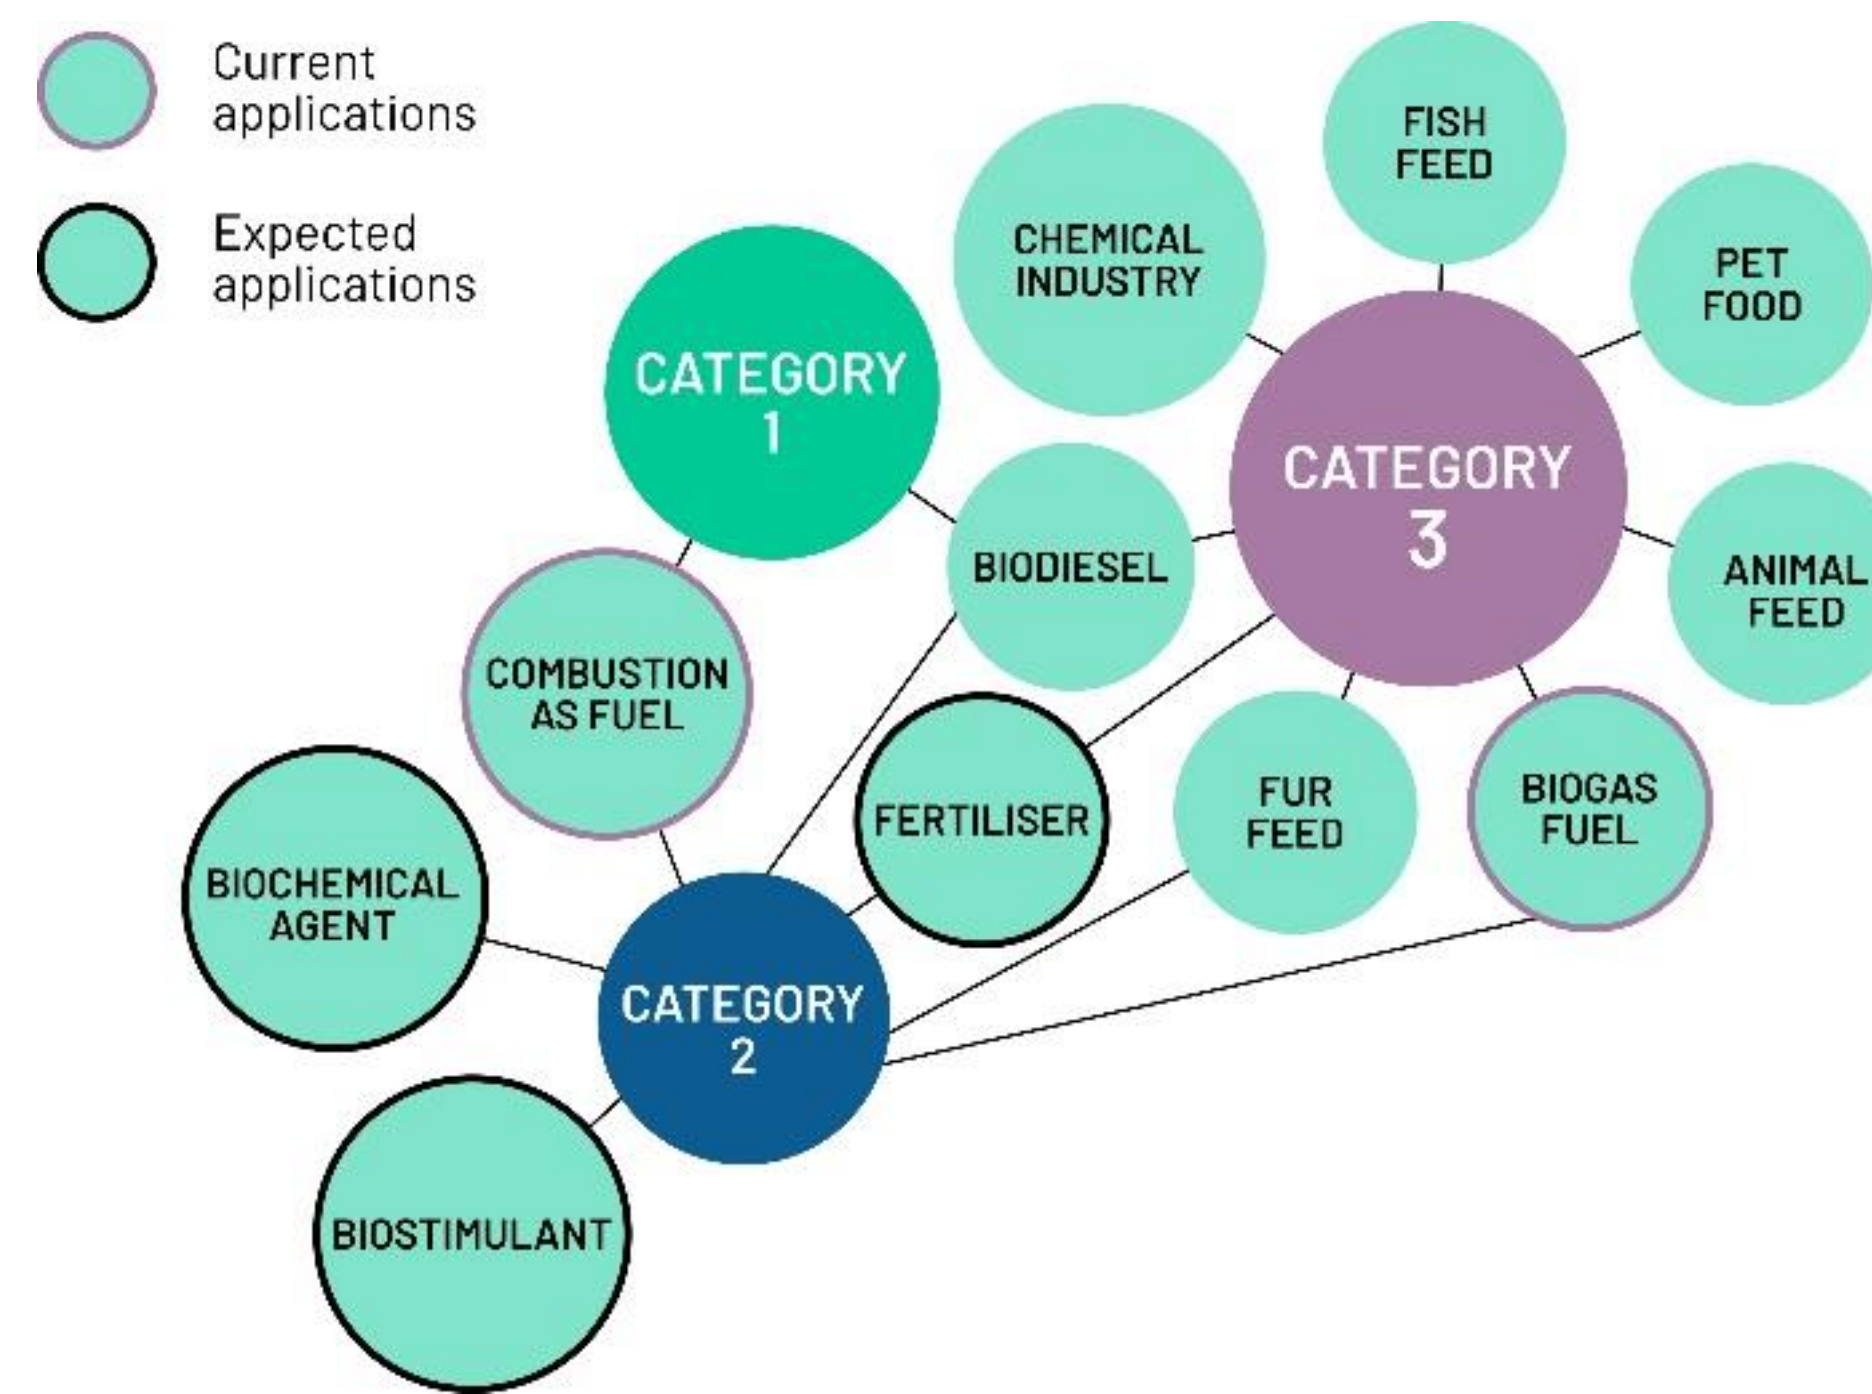 Current
applications
Expected
applications
FISH
FEED
CHEMICAL
INDUSTRY
PET
FOOD
CATEGORY
1
CATEGORY
3
BIODIESEL
ANIMAL
FEED
COMBUSTION
AS FUEL
FERTILISER
FUR
FEED
BIOGAS
FUEL
BIOCHEMICAL
AGENT
CATEGORY
2
BIOSTIMULANT